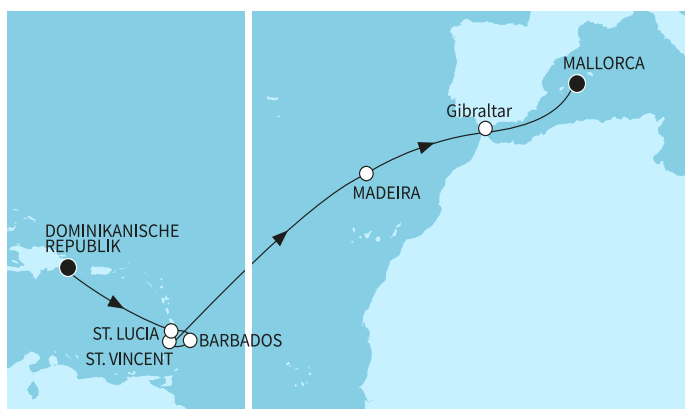 MALLORCA
Gibraltar
MADEIRA
DOMINIKANISCHE
REPUBLIK
ST. LUCIA
BARBADOS
ST. VINCENT